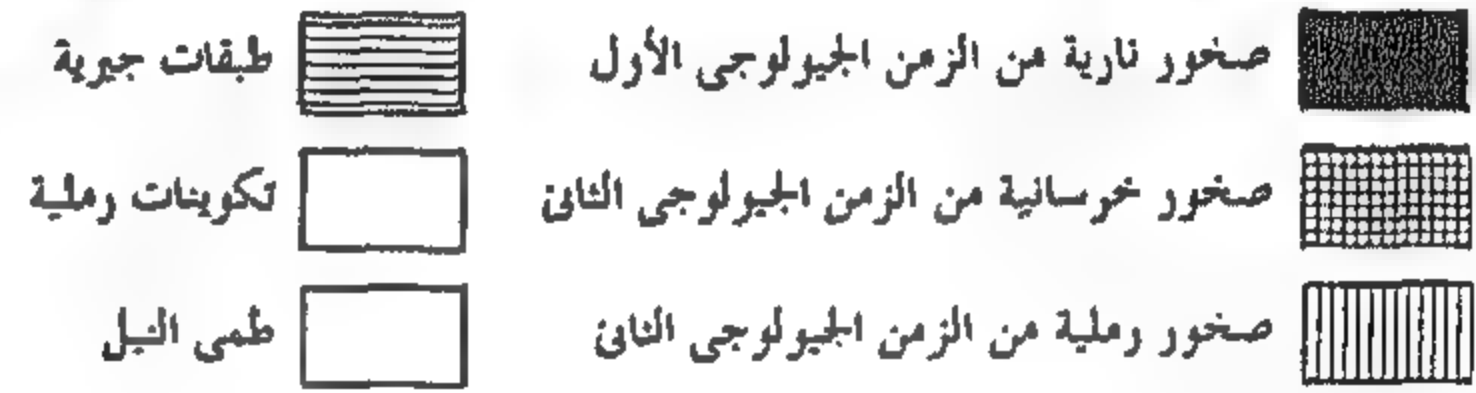 صخور نارية من الزمن الجيولوجى الأول
صخور خرسانية من الزمن الجيولوجى الثانى
صخور رملية من الزمن الجيولوجى الثانى
طبقات جيرية
تكوينات رملية
طمى النيل